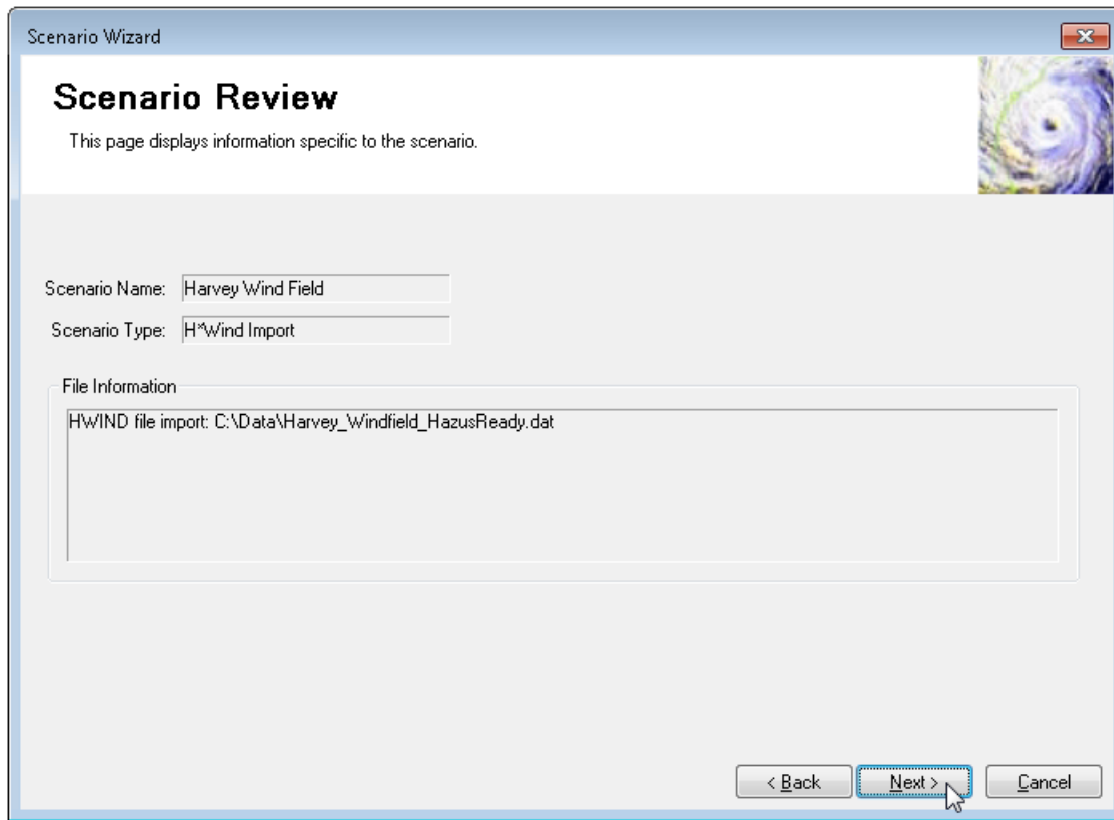 Scenario Wizard
Scenario Review
This page displays information specific to the scenario.
Scenario Name: Harvey Wind Field
Scenario Type: H*Wind Import
File Information
HWIND file import: C:\Data\Harvey_Windfield_HazusReady.dat
< Back Next > Cancel